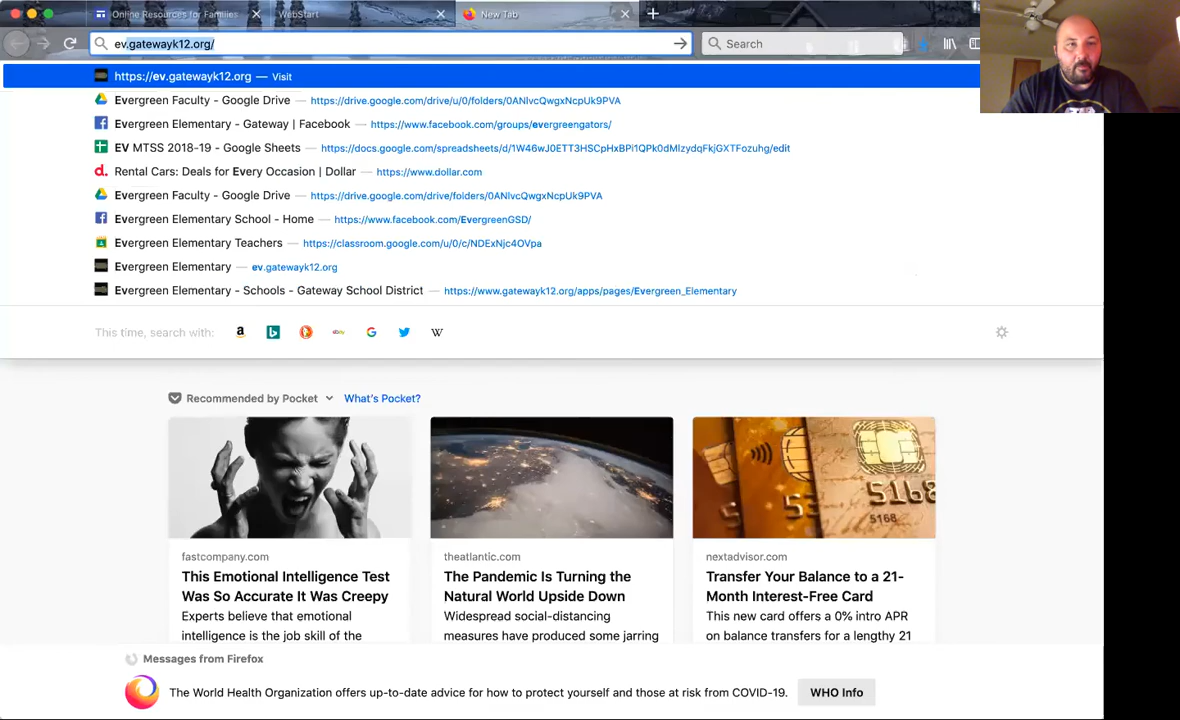 Online Resources for Families
WebStart
New Tab
ev.gatewayk12.org/
Search
https://ev.gatewayk12.org — Visit
Evergreen Faculty - Google Drive — https://drive.google.com/drive/u/0/folders/0ANlvcQwgxNcpUk9PVA
Evergreen Elementary - Gateway | Facebook — https://www.facebook.com/groups/evergreengators/
EV MTSS 2018-19 - Google Sheets — https://docs.google.com/spreadsheets/d/1W46wJ0ETT3HSCpHxBPi1QPk0dMlzydqFkjGXTFozuhg/edit
Rental Cars: Deals for Every Occasion | Dollar — https://www.dollar.com
Evergreen Faculty - Google Drive — https://drive.google.com/drive/folders/0ANlvcQwgxNcpUk9PVA
Evergreen Elementary School - Home — https://www.facebook.com/EvergreenGSD/
Evergreen Elementary Teachers — https://classroom.google.com/u/0/c/NDExNjc4OVpa
Evergreen Elementary — ev.gatewayk12.org
Evergreen Elementary - Schools - Gateway School District — https://www.gatewayk12.org/apps/pages/Evergreen_Elementary
This time, search with:
Recommended by Pocket
What's Pocket?
5168
5168
fastcompany.com
This Emotional Intelligence Test
Was So Accurate It Was Creepy
Experts believe that emotional
intelligence is the job skill of the
theatlantic.com
The Pandemic Is Turning the
Natural World Upside Down
Widespread social-distancing
measures have produced some jarring
nextadvisor.com
Transfer Your Balance to a 21-
Month Interest-Free Card
This new card offers a 0% intro APR
on balance transfers for a lengthy 21
Messages from Firefox
The World Health Organization offers up-to-date advice for how to protect yourself and those at risk from COVID-19.
WHO Info